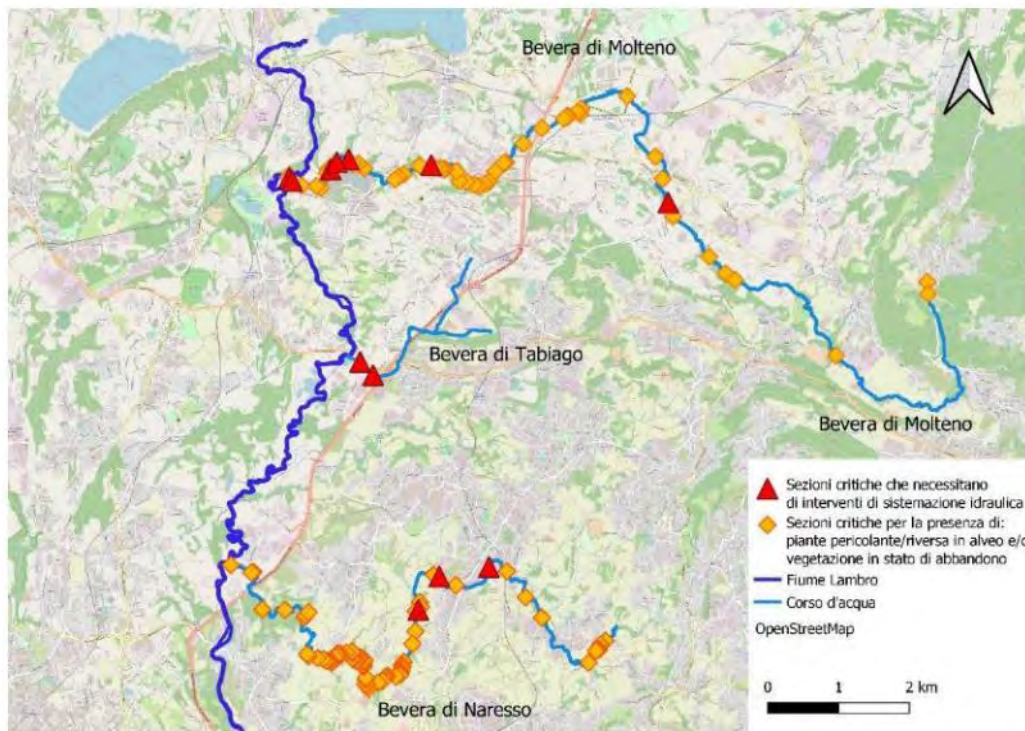 Bevera di Molteno
Bevera di Tabiago
Bevera di Molteno
Sezioni critiche che necessitano
di interventi di sistemazione idraulica
Sezioni critiche per la presenza di:
piante pericolante/riversa in alveo e/o
vegetazione in stato di abbandono
Fiume Lambro
Corso d'acqua
OpenStreetMap
0 1 2 km
Bevera di Naresso